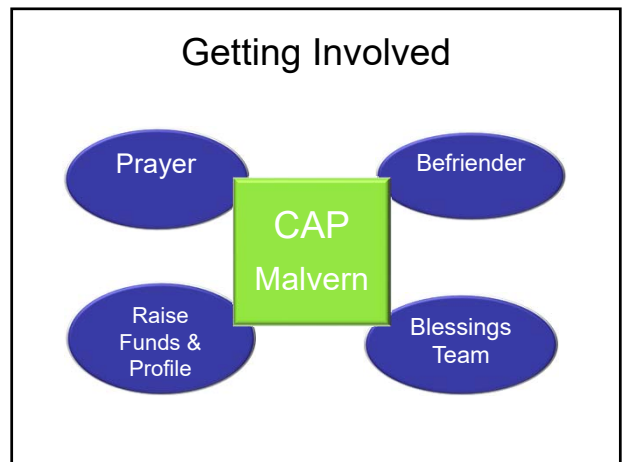 Getting Involved
Prayer
Befriender
CAP
Malvern
Raise
Funds &
Profile
Blessings
Team